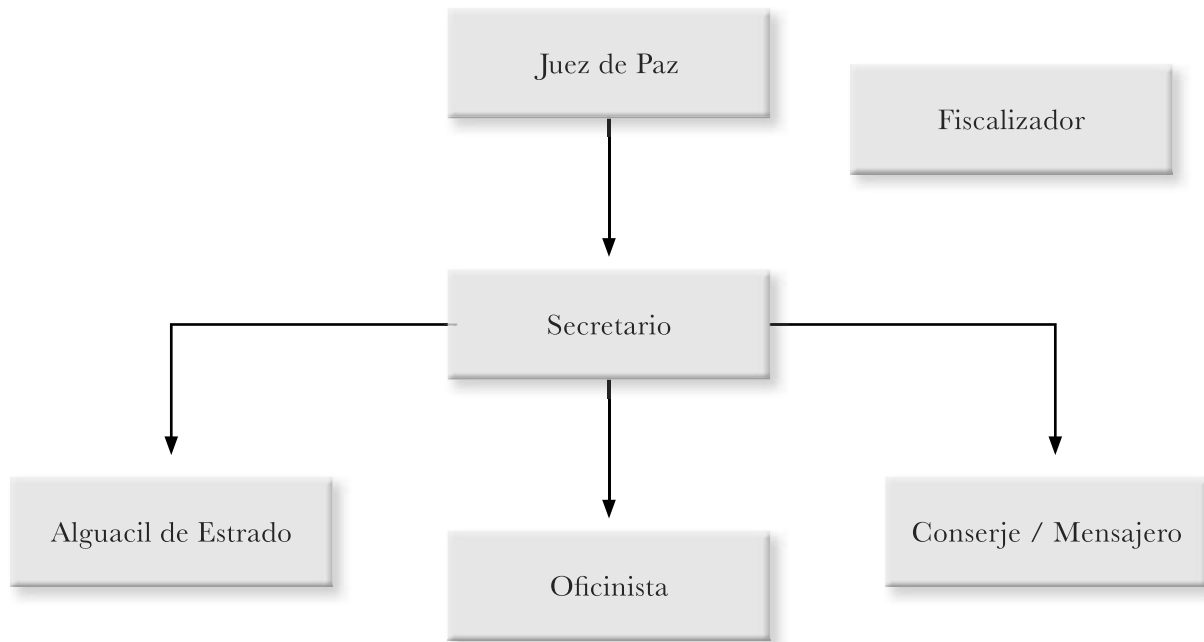 Juez de Paz
Fiscalizador
Secretario
Alguacil de Estrado
Oficinista
Conserje / Mensajero